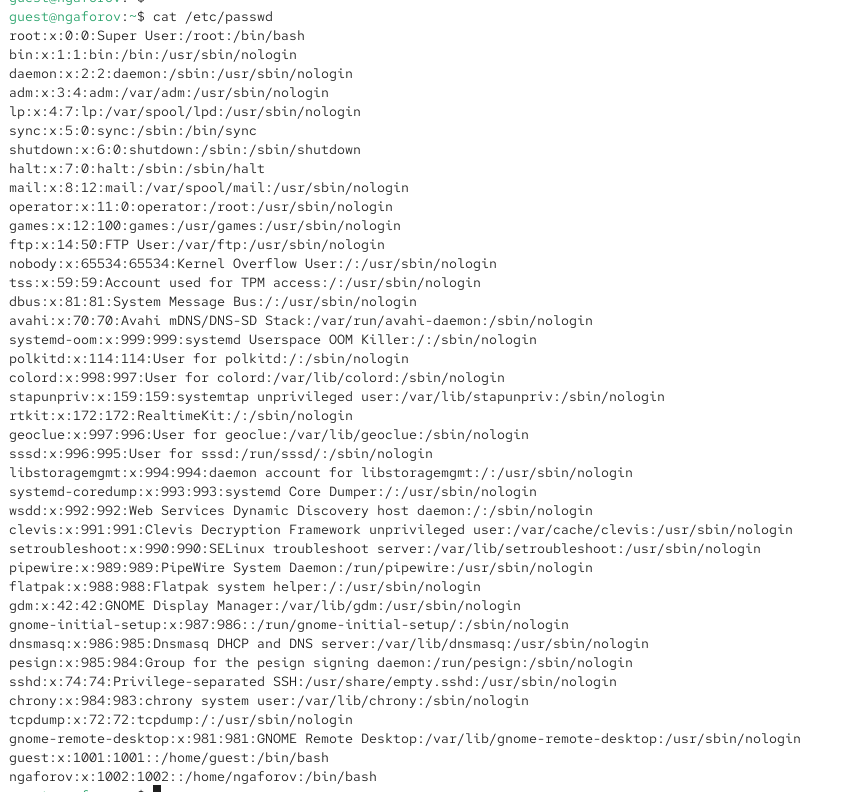 guest@ngaforov:~$ cat /etc/passwd
root:x:0:0:Super User:/root:/bin/bash
bin:x:1:1:bin:/bin:/usr/sbin/nologin
daemon:x:2:2:daemon:/sbin:/usr/sbin/nologin
adm:x:3:4:adm:/var/adm:/usr/sbin/nologin
lp:x:4:7:lp:/var/spool/lpd:/usr/sbin/nologin
sync:x:5:0:sync:/sbin:/bin/sync
shutdown:x:6:0:shutdown:/sbin:/sbin/shutdown
halt:x:7:0:halt:/sbin:/sbin/halt
mail:x:8:12:mail:/var/spool/mail:/usr/sbin/nologin
operator:x:11:0:operator:/root:/usr/sbin/nologin
games:x:12:100:games:/usr/games:/usr/sbin/nologin
ftp:x:14:50:FTP User:/var/ftp:/usr/sbin/nologin
nobody:x:65534:65534:Kernel Overflow User:/:/usr/sbin/nologin
tss:x:59:59:Account used for TPM access:/:/usr/sbin/nologin
dbus:x:81:81:System Message Bus:/:/usr/sbin/nologin
avahi:x:70:70:Avahi mDNS/DNS-SD Stack:/var/run/avahi-daemon:/sbin/nologin
systemd-oom:x:999:999:systemd Userspace OOM Killer:/:/sbin/nologin
polkitd:x:114:114:User for polkitd:/:/sbin/nologin
colord:x:998:997:User for colord:/var/lib/colord:/sbin/nologin
stapunpriv:x:159:159:systemtap unprivileged user:/var/lib/stapunpriv:/sbin/nologin
rtkit:x:172:172:RealtimeKit:/:/sbin/nologin
geoclue:x:997:996:User for geoclue:/var/lib/geoclue:/sbin/nologin
sssd:x:996:995:User for sssd:/run/sssd/:/sbin/nologin
libstoragemgmt:x:994:994:daemon account for libstoragemgmt:/:/usr/sbin/nologin
systemd-coredump:x:993:993:systemd Core Dumper:/:/usr/sbin/nologin
wsdd:x:992:992:Web Services Dynamic Discovery host daemon:/:/sbin/nologin
clevis:x:991:991:Clevis Decryption Framework unprivileged user:/var/cache/clevis:/usr/sbin/nologin
setroubleshoot:x:990:990:SELinux troubleshoot server:/var/lib/setroubleshoot:/usr/sbin/nologin
pipewire:x:989:989:PipeWire System Daemon:/run/pipewire:/usr/sbin/nologin
flatpak:x:988:988:Flatpak system helper:/:/usr/sbin/nologin
gdm:x:42:42:GNOME Display Manager:/var/lib/gdm:/usr/sbin/nologin
gnome-initial-setup:x:987:986::/run/gnome-initial-setup/:/sbin/nologin
dnsmasq:x:986:985:Dnsmasq DHCP and DNS server:/var/lib/dnsmasq:/usr/sbin/nologin
pesign:x:985:984:Group for the pesign signing daemon:/run/pesign:/sbin/nologin
sshd:x:74:74:Privilege-separated SSH:/usr/share/empty.sshd:/usr/sbin/nologin
chrony:x:984:983:chrony system user:/var/lib/chrony:/sbin/nologin
tcpdump:x:72:72:tcpdump:/:/usr/sbin/nologin
gnome-remote-desktop:x:981:981:GNOME Remote Desktop:/var/lib/gnome-remote-desktop:/usr/sbin/nologin
guest:x:1001:1001::/home/guest:/bin/bash
ngaforov:x:1002:1002::/home/ngaforov:/bin/bash